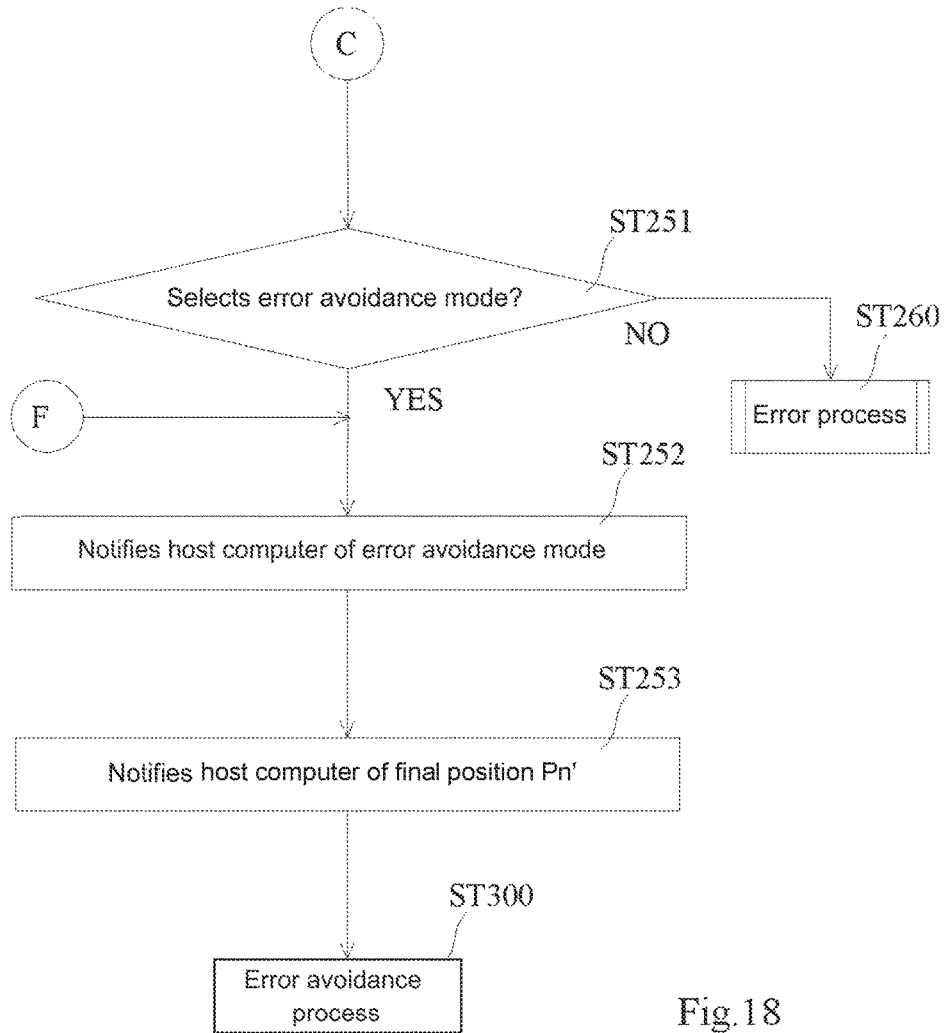 C
ST251
Selects error avoidance mode?
NO
ST260
YES
F
Error process
ST252
Notifies host computer of error avoidance mode
ST253
Notifies host computer of final position Pn'
ST300
Error avoidance
process
Fig.18